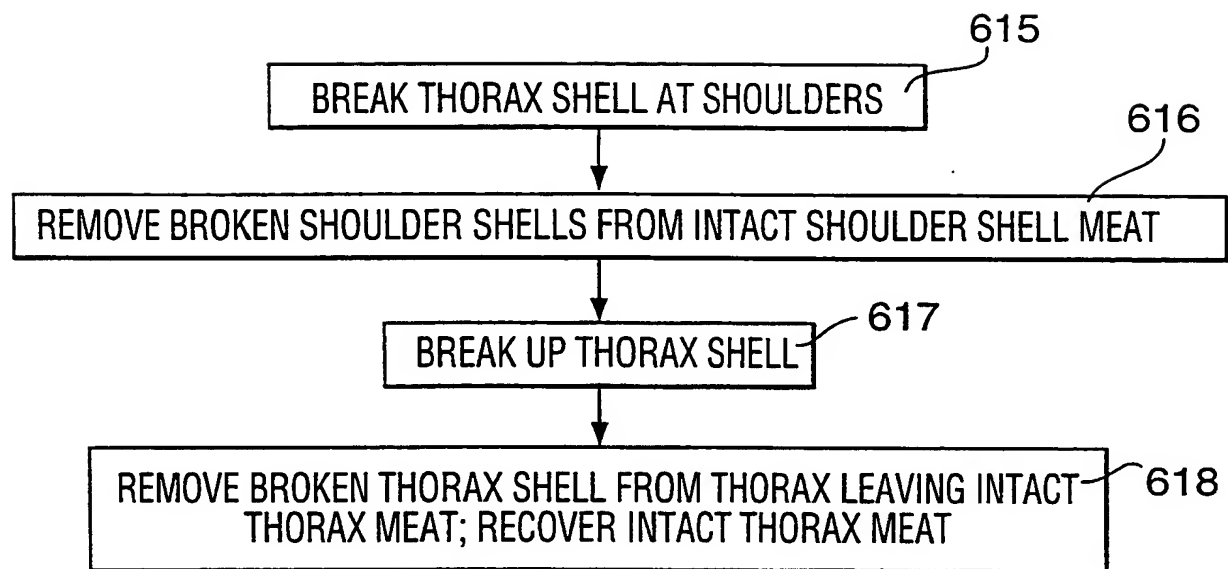 615
BREAK THORAX SHELL AT SHOULDERS
616
REMOVE BROKEN SHOULDER SHELLS FROM INTACT SHOULDER SHELL MEAT
617
BREAK UP THORAX SHELL
REMOVE BROKEN THORAX SHELL FROM THORAX LEAVING INTACT
THORAX MEAT; RECOVER INTACT THORAX MEAT
618